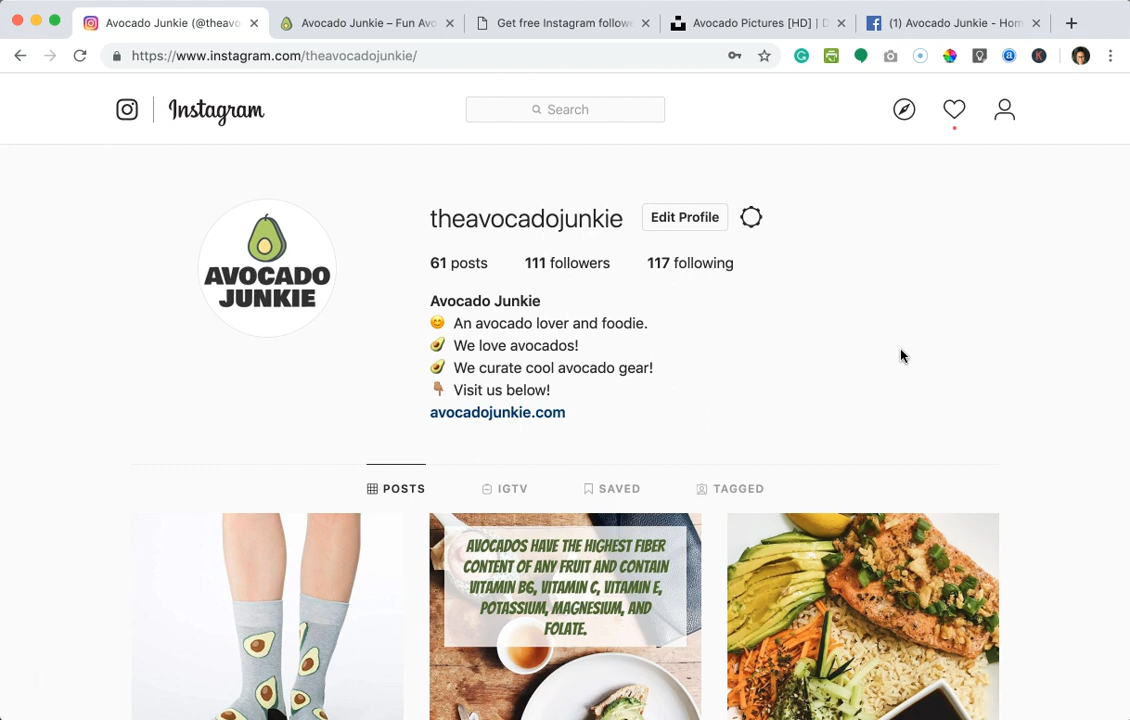 Avocado Junkie (@theavo
Avocado Junkie – Fun Avo
Get free Instagram followe
Avocado Pictures [HD] | D
(1) Avocado Junkie - Hom
https://www.instagram.com/theavocadojunkie/
Instagram
Search
theavocadojunkie
Edit Profile
61 posts 111 followers 117 following
AVOCADO
JUNKIE
Avocado Junkie
😊 An avocado lover and foodie.
🥑 We love avocados!
🥑 We curate cool avocado gear!
👇🏽 Visit us below!
avocadojunkie.com
POSTS IGTV SAVED TAGGED
AVOCADOS HAVE THE HIGHEST FIBER
CONTENT OF ANY FRUIT AND CONTAIN
VITAMIN B6, VITAMIN C, VITAMIN E,
POTASSIUM, MAGNESIUM, AND
FOLATE.